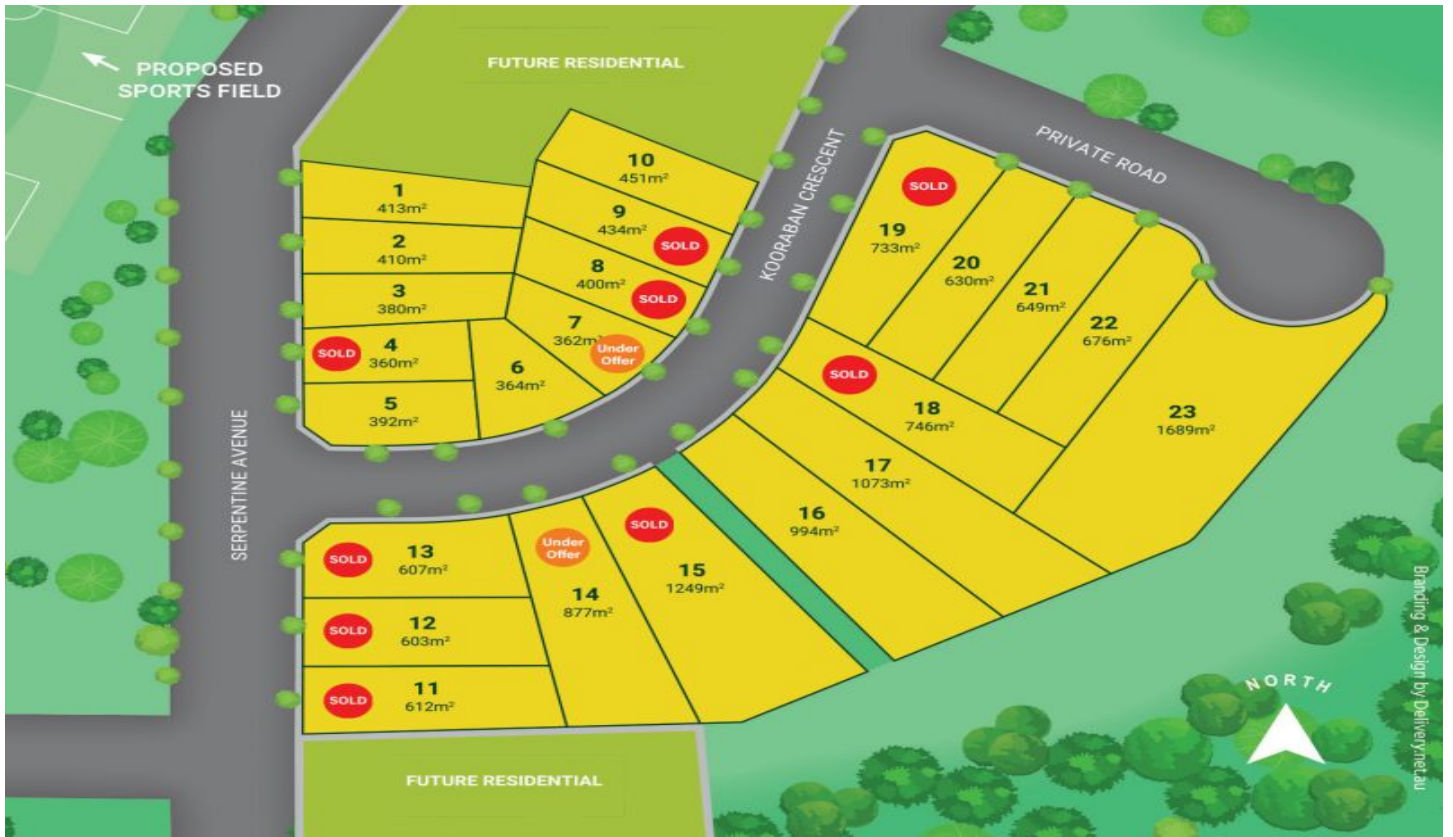 PROPOSED
SPORTS FIELD
FUTURE RESIDENTIAL
PRIVATE ROAD
KOORABAN CRESCENT
SERPENTINE AVENUE
1
413m²
2
410m²
3
380m²
SOLD
4
360m²
5
392m²
6
364m²
7
362m²
Under
Offer
8
400m²
SOLD
9
434m²
SOLD
10
451m²
SOLD
19
733m²
20
630m²
21
649m²
22
676m²
23
1689m²
SOLD
18
746m²
17
1073m²
16
994m²
SOLD
15
1249m²
Under
Offer
14
877m²
SOLD
13
607m²
SOLD
12
603m²
SOLD
11
612m²
FUTURE RESIDENTIAL
NORTH
Branding & Design by Delivery.net.au